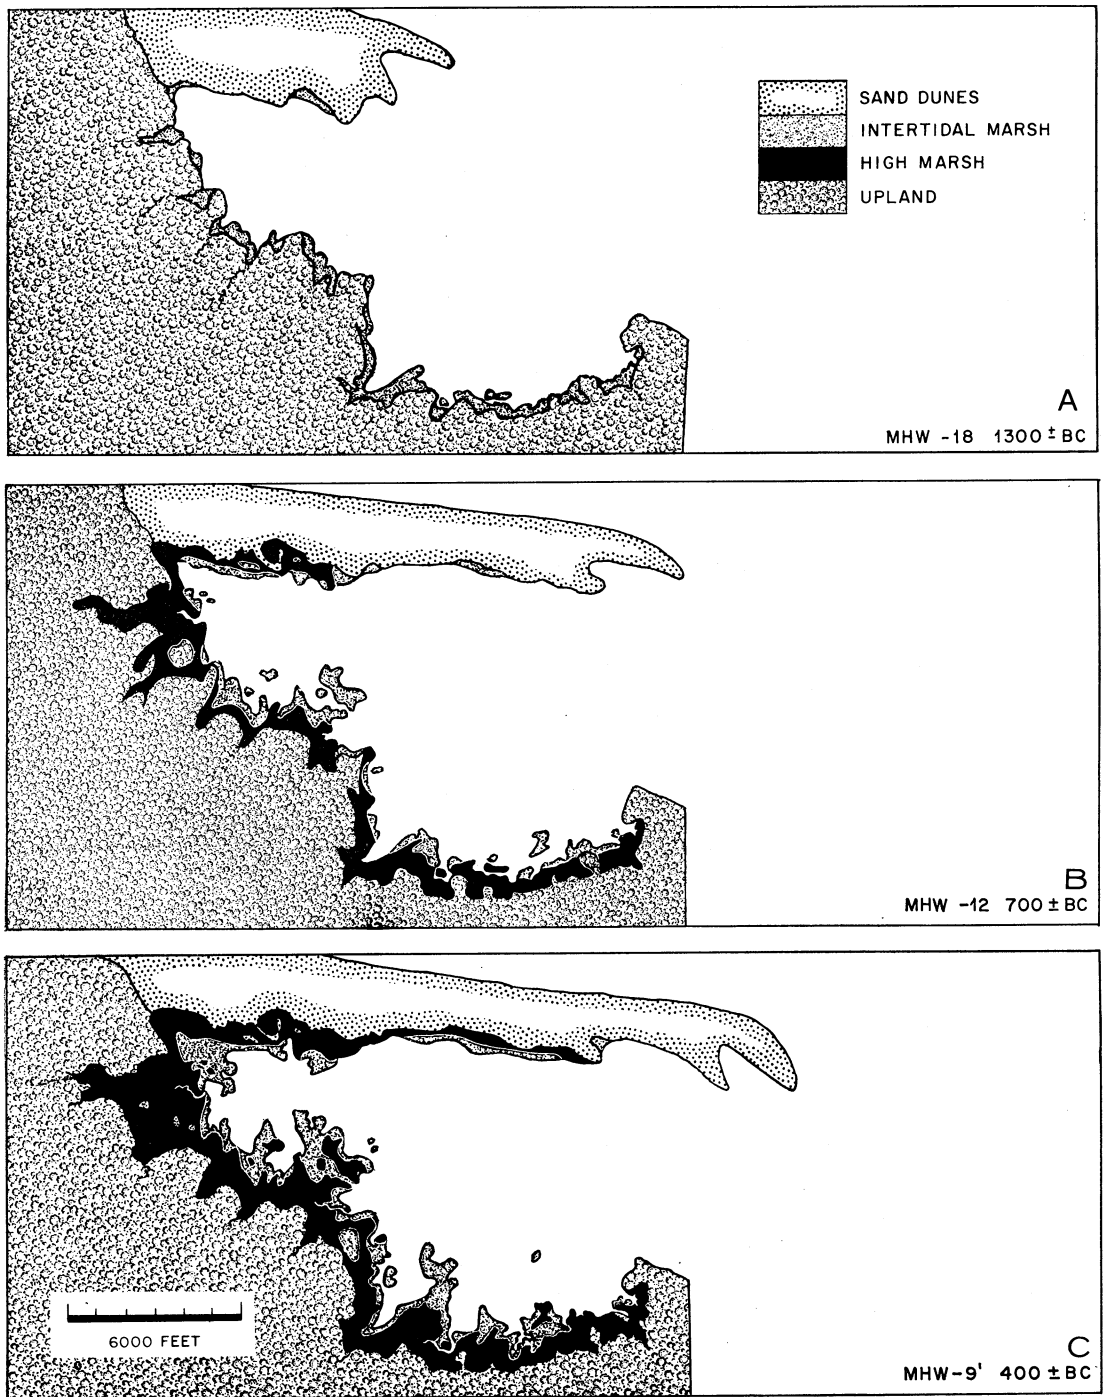 SAND DUNES
INTERTIDAL MARSH
HIGH MARSH
UPLAND
A
MHW -18 1300 ± BC
B
MHW -12 700 ± BC
6000 FEET
C
MHW-9' 400 ± BC